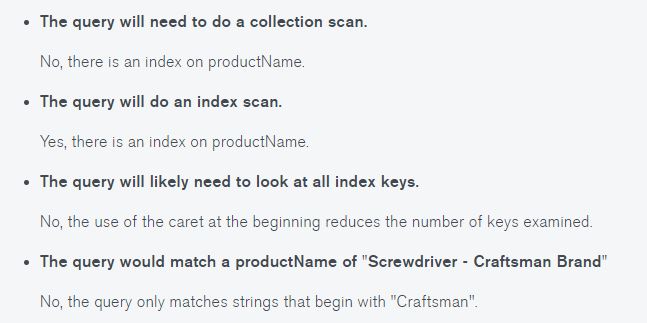 • The query will need to do a collection scan.
No, there is an index on productName.
• The query will do an index scan.
Yes, there is an index on productName.
• The query will likely need to look at all index keys.
No, the use of the caret at the beginning reduces the number of keys examined.
• The query would match a productName of "Screwdriver - Craftsman Brand"
No, the query only matches strings that begin with "Craftsman".